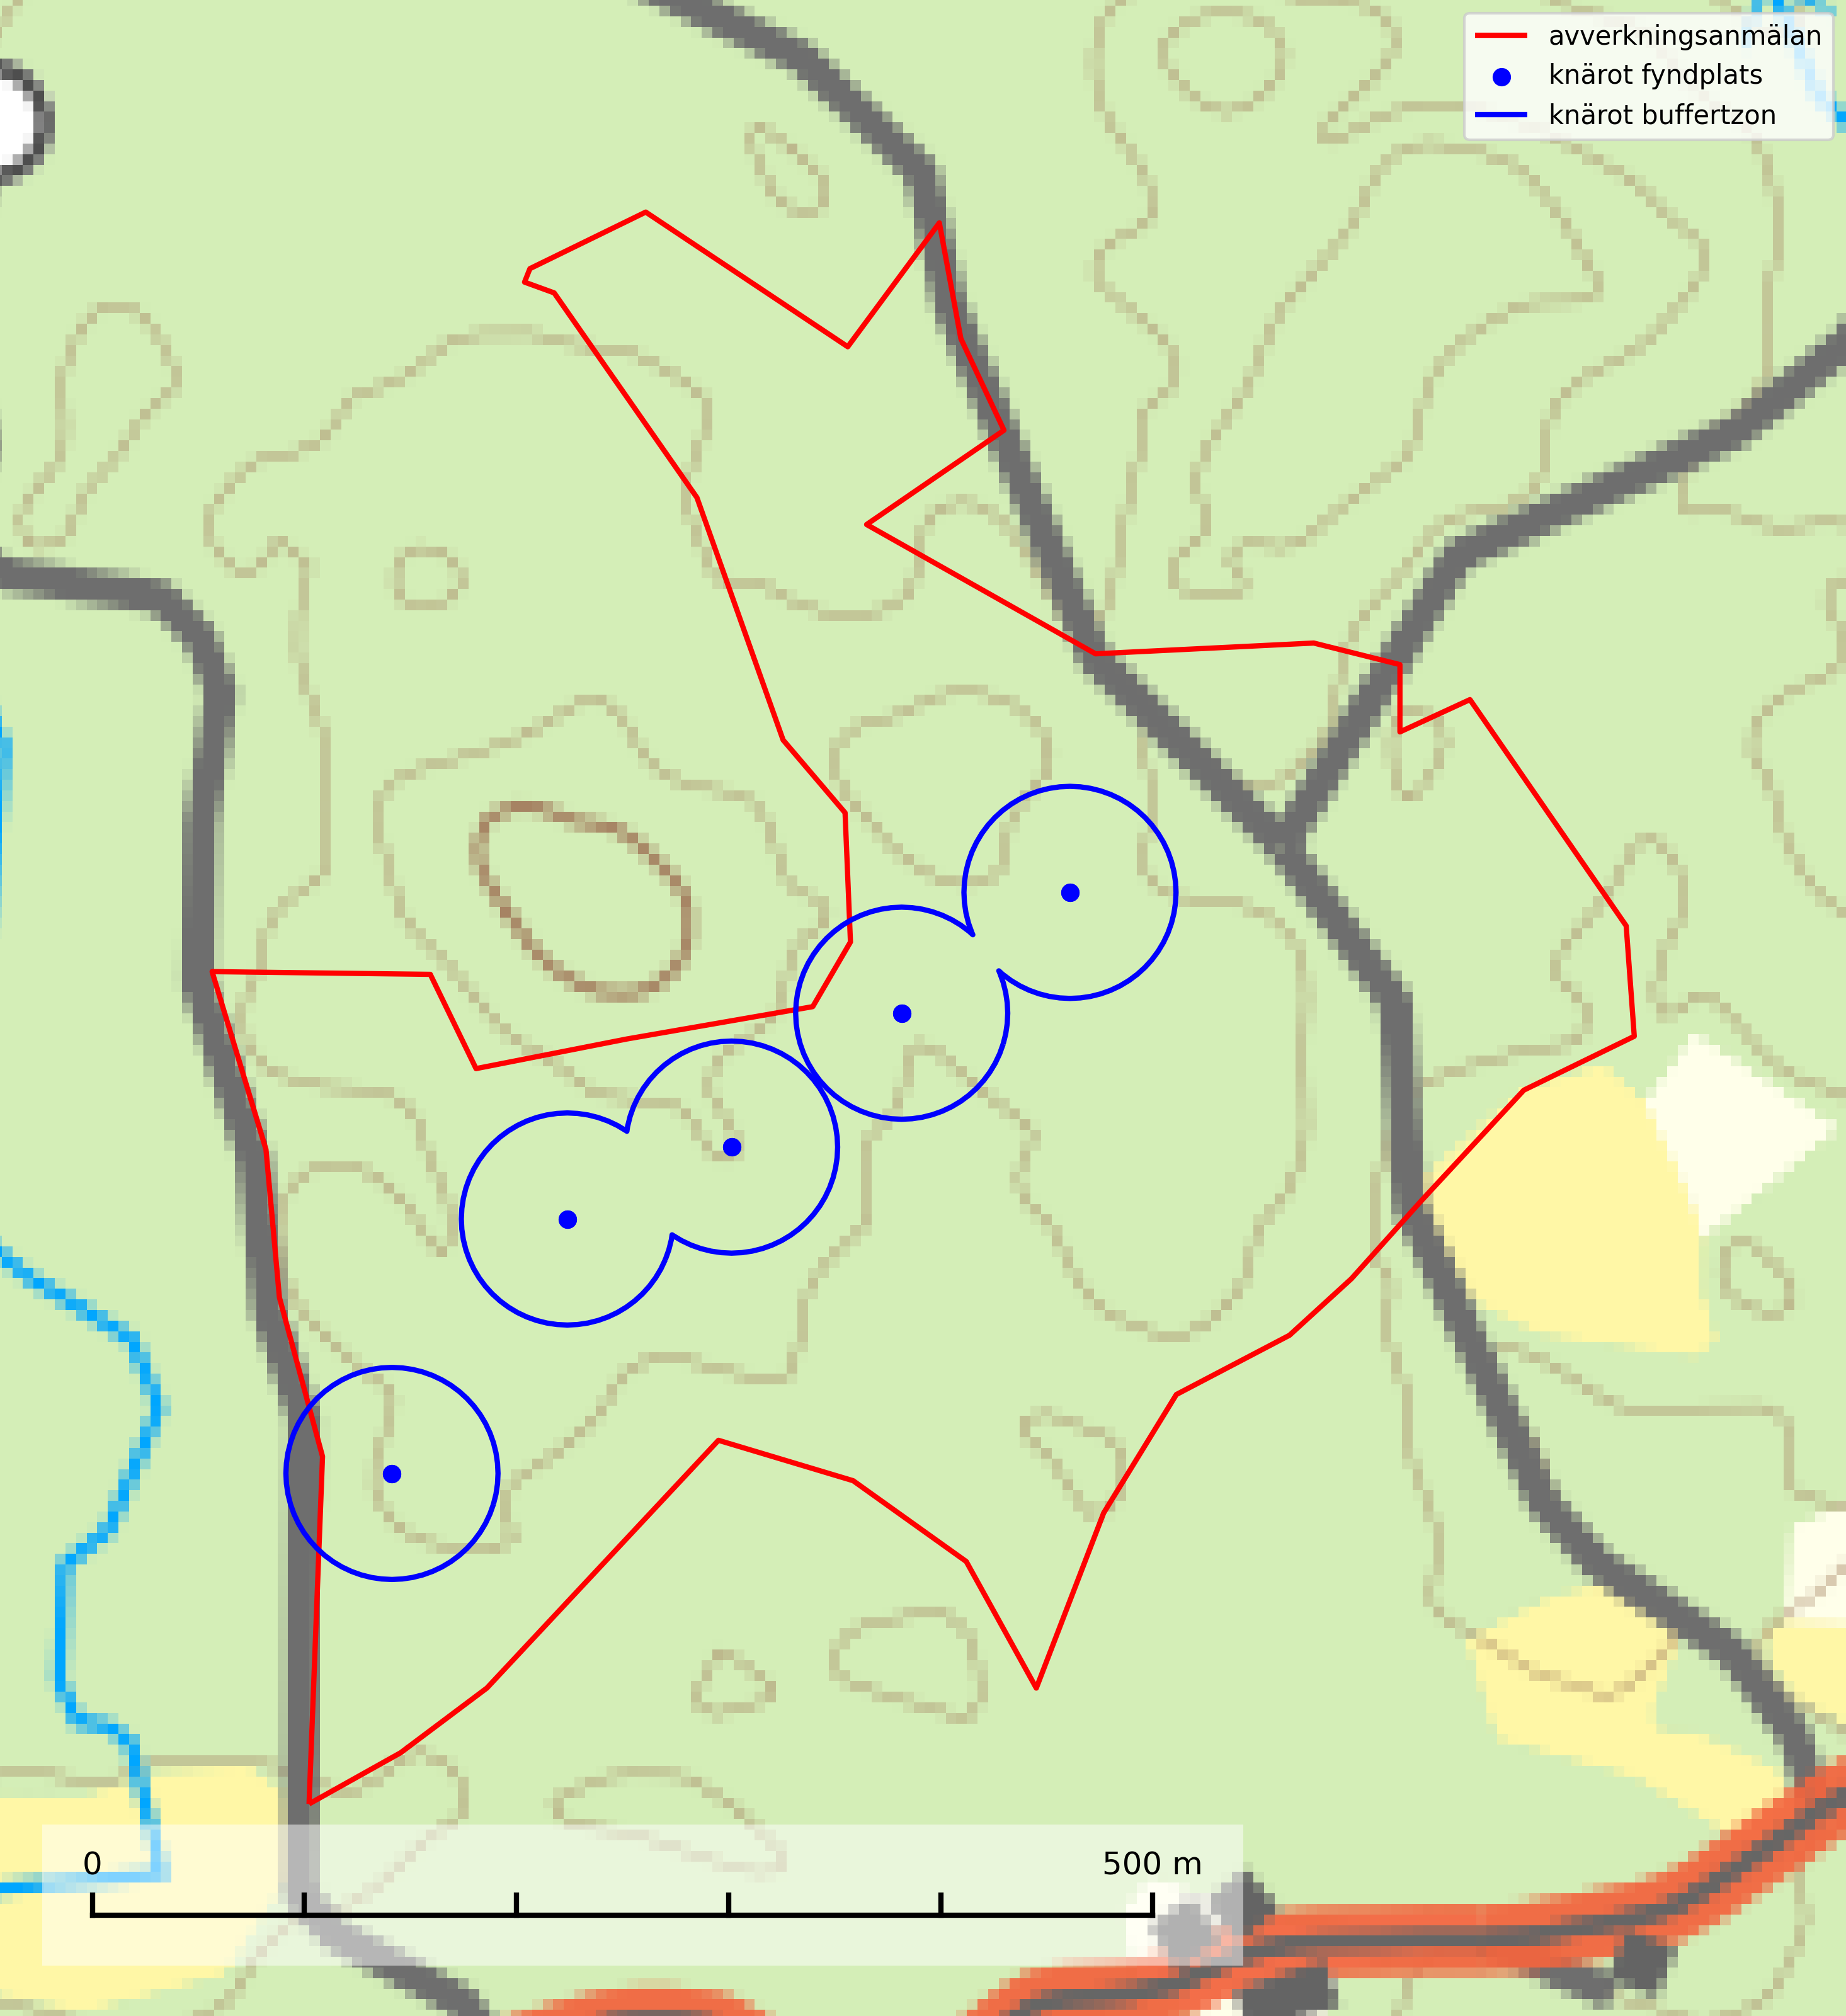 avverkningsanmälan
knärot fyndplats
knärot buffertzon
0 500 m